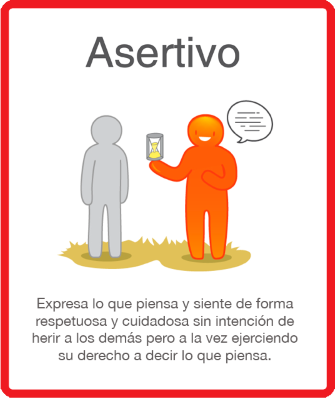 Asertivo
Expresa lo que piensa y siente de forma
respetuosa y cuidadosa sin intención de
herir a los demás pero a la vez ejerciendo
su derecho a decir lo que piensa.